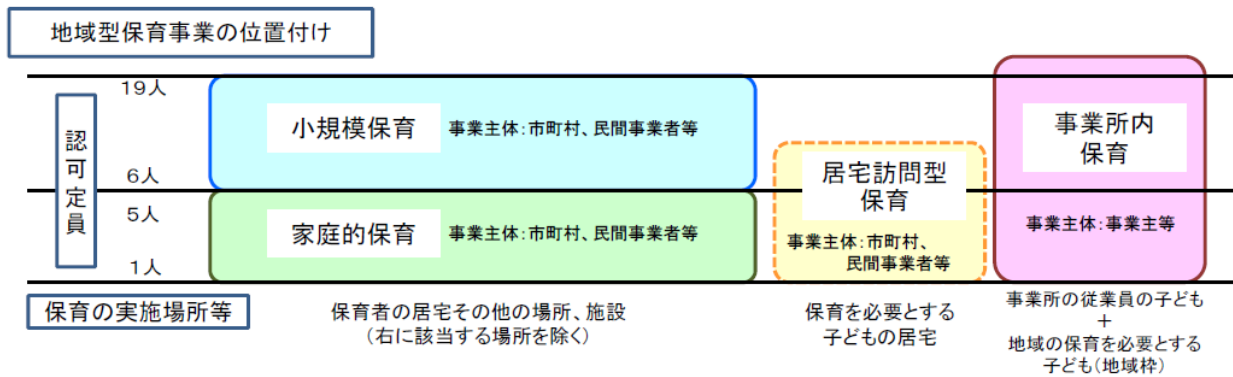 地域型保育事業の位置付け
認可定員
19人
6人
5人
1人
小規模保育
事業主体：市町村、民間事業者等
家庭的保育
事業主体：市町村、民間事業者等
居宅訪問型
保育
事業主体：市町村、
民間事業者等
事業所内
保育
事業主体：事業主等
保育の実施場所等
保育者の居宅その他の場所、施設
（右に該当する場所を除く）
保育を必要とする
子どもの居宅
事業所の従業員の子ども
＋
地域の保育を必要とする
子ども（地域枠）